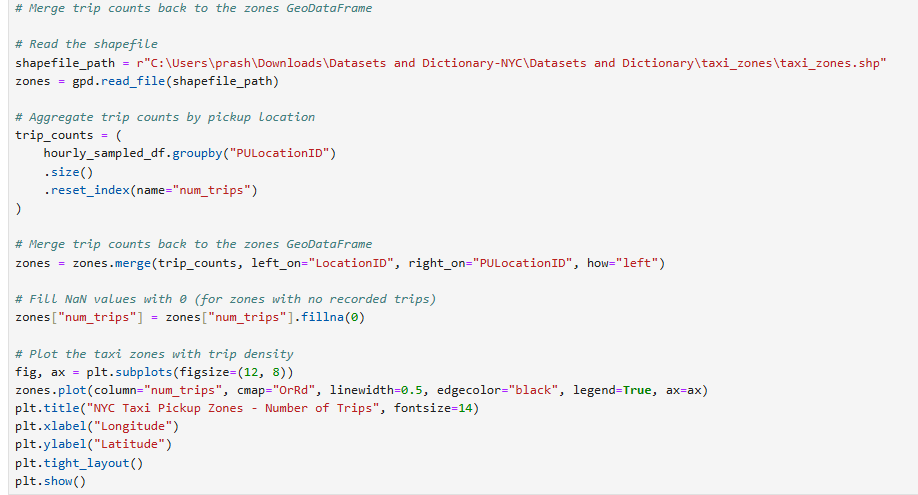 # Merge trip counts back to the zones GeoDataFrame
# Read the shapefile
shapefile_path = r"C:\Users\prash\Downloads\Datasets and Dictionary-NYC\Datasets and Dictionary\taxi_zones\taxi_zones.shp"
zones = gpd.read_file(shapefile_path)
# Aggregate trip counts by pickup location
trip_counts = (
    hourly_sampled_df.groupby("PULocationID")
    .size()
    .reset_index(name="num_trips")
)
# Merge trip counts back to the zones GeoDataFrame
zones = zones.merge(trip_counts, left_on="LocationID", right_on="PULocationID", how="left")
# Fill NaN values with 0 (for zones with no recorded trips)
zones["num_trips"] = zones["num_trips"].fillna(0)
# Plot the taxi zones with trip density
fig, ax = plt.subplots(figsize=(12, 8))
zones.plot(column="num_trips", cmap="OrRd", linewidth=0.5, edgecolor="black", legend=True, ax=ax)
plt.title("NYC Taxi Pickup Zones - Number of Trips", fontsize=14)
plt.xlabel("Longitude")
plt.ylabel("Latitude")
plt.tight_layout()
plt.show()